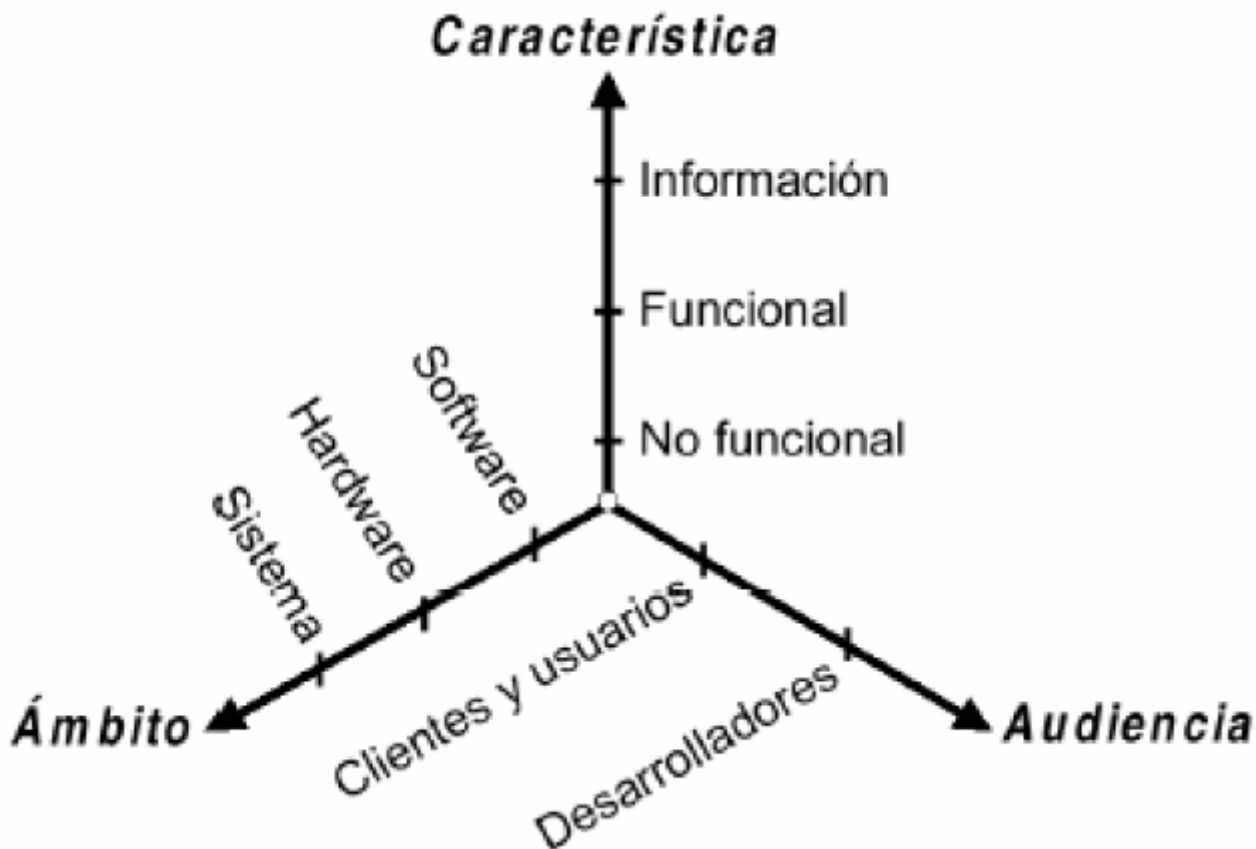 Característica
Información
Funcional
No funcional
Software
Hardware
Sistema
Ámbito
Clientes y usuarios
Desarrolladores
Audiencia